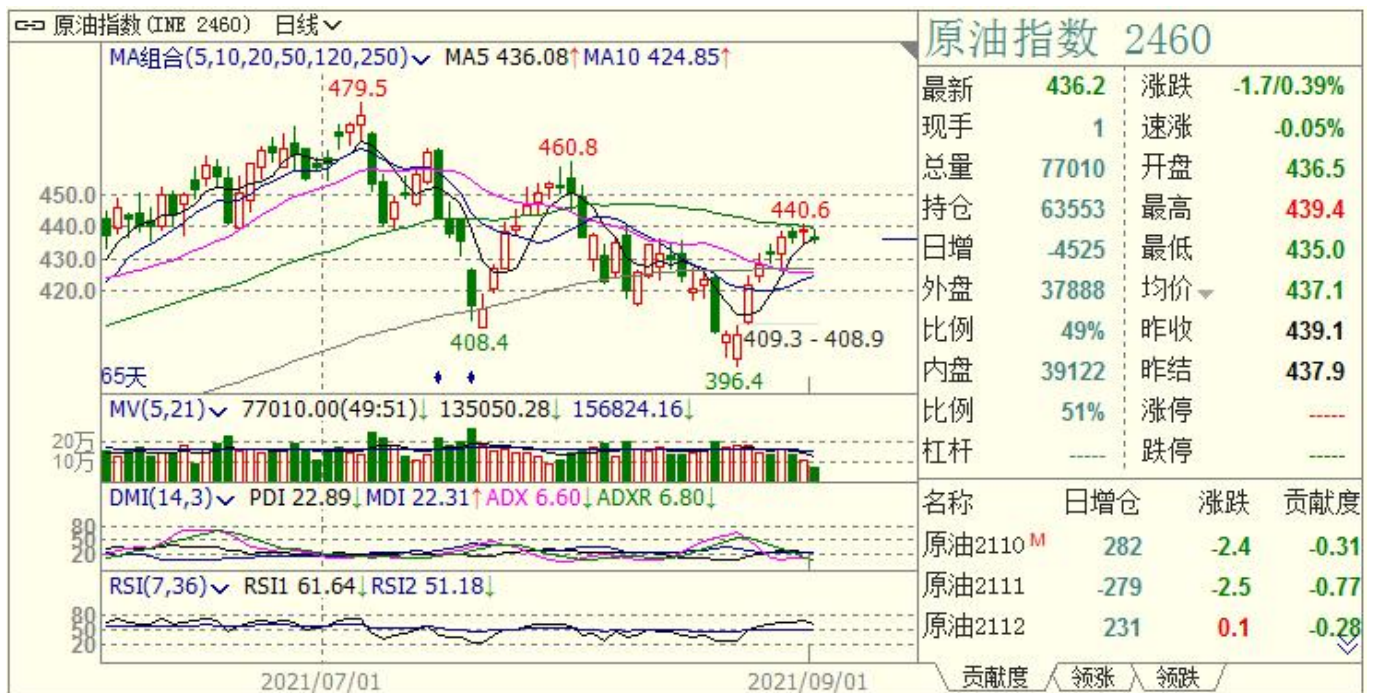 原油指数(INE 2460) 日线
MA组合(5,10,20,50,120,250) MA5 436.08↑ MA10 424.85↑
479.5
460.8
450.0
440.6
440.0
430.0
420.0
408.4
409.3 - 408.9
396.4
65天
MV(5,21) 77010.00(49:51)↓ 135050.28↓ 156824.16↓
20万
10万
DMI(14,3) PDI 22.89↓ MDI 22.31↑ ADX 6.60↓ ADXR 6.80↓
80
50
20
RSI(7,36) RSI1 61.64↓ RSI2 51.18↓
80
50
20
2021/07/01 2021/09/01
原油指数 2460
最新 436.2 涨跌 -1.7/0.39%
现手 1 速涨 -0.05%
总量 77010 开盘 436.5
持仓 63553 最高 439.4
日增 -4525 最低 435.0
外盘 37888 均价 437.1
比例 49% 昨收 439.1
内盘 39122 昨结 437.9
比例 51% 涨停 -----
杠杆 ----- 跌停 -----
名称 日增仓 涨跌 贡献度
原油2110 M 282 -2.4 -0.31
原油2111 -279 -2.5 -0.77
原油2112 231 0.1 -0.28
贡献度 领涨 领跌